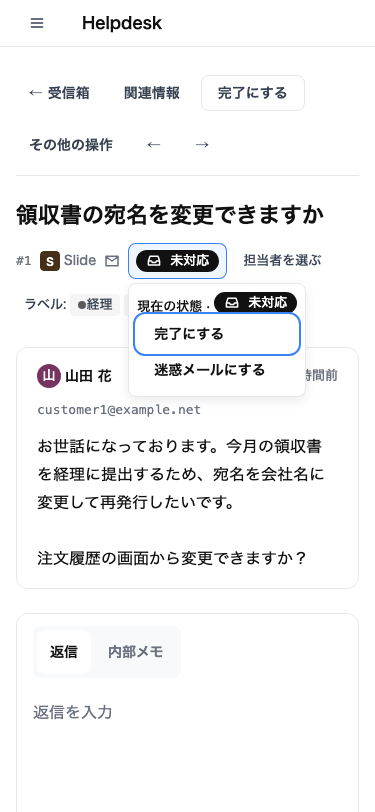 Helpdesk
← 受信箱 関連情報 完了にする
その他の操作 ← →
領収書の宛名を変更できますか
#1 S Slide 未対応 担当者を選ぶ
ラベル: 経理
現在の状態 · 未対応
完了にする
迷惑メールにする
山 山田 花 時間前
customer1@example.net
お世話になっております。今月の領収書
を経理に提出するため、宛名を会社名に
変更して再発行したいです。
注文履歴の画面から変更できますか？
返信 内部メモ
返信を入力